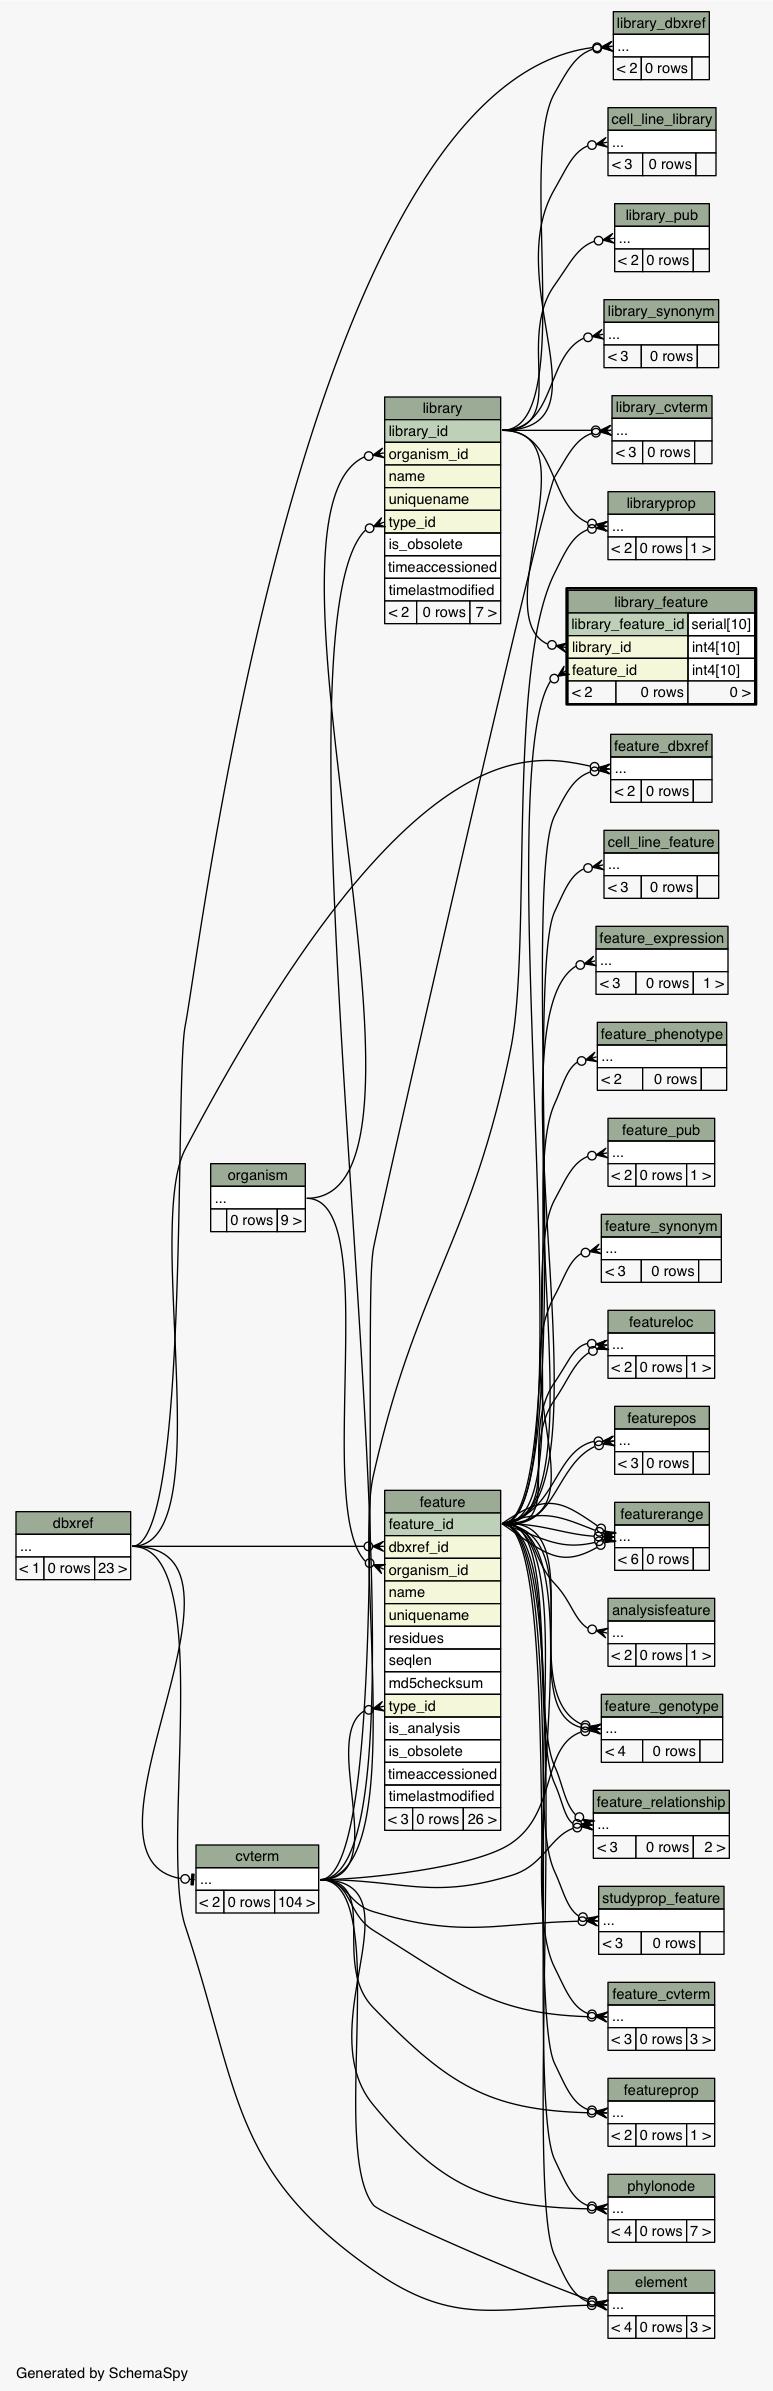 library_dbxref
...
< 2 0 rows
cell_line_library
...
< 3 0 rows
library_pub
...
< 2 0 rows
library_synonym
...
< 3 0 rows
library_cvterm
...
< 3 0 rows
library
library_id
organism_id
name
uniquename
type_id
is_obsolete
timeaccessioned
timelastmodified
< 2 0 rows 7 >
libraryprop
...
< 2 0 rows 1 >
library_feature
library_feature_id serial[10]
library_id int4[10]
feature_id int4[10]
< 2 0 rows 0 >
feature_dbxref
...
< 2 0 rows
cell_line_feature
...
< 3 0 rows
feature_expression
...
< 3 0 rows 1 >
feature_phenotype
...
< 2 0 rows
feature_pub
...
< 2 0 rows 1 >
organism
...
0 rows 9 >
feature_synonym
...
< 3 0 rows
featureloc
...
< 2 0 rows 1 >
featurepos
...
< 3 0 rows
dbxref
...
< 1 0 rows 23 >
feature
feature_id
dbxref_id
organism_id
name
uniquename
residues
seqlen
md5checksum
type_id
is_analysis
is_obsolete
timeaccessioned
timelastmodified
< 3 0 rows 26 >
featurerange
...
< 6 0 rows
analysisfeature
...
< 2 0 rows 1 >
feature_genotype
...
< 4 0 rows
feature_relationship
...
< 3 0 rows 2 >
cvterm
...
< 2 0 rows 104 >
studyprop_feature
...
< 3 0 rows
feature_cvterm
...
< 3 0 rows 3 >
featureprop
...
< 2 0 rows 1 >
phylonode
...
< 4 0 rows 7 >
element
...
< 4 0 rows 3 >
Generated by SchemaSpy